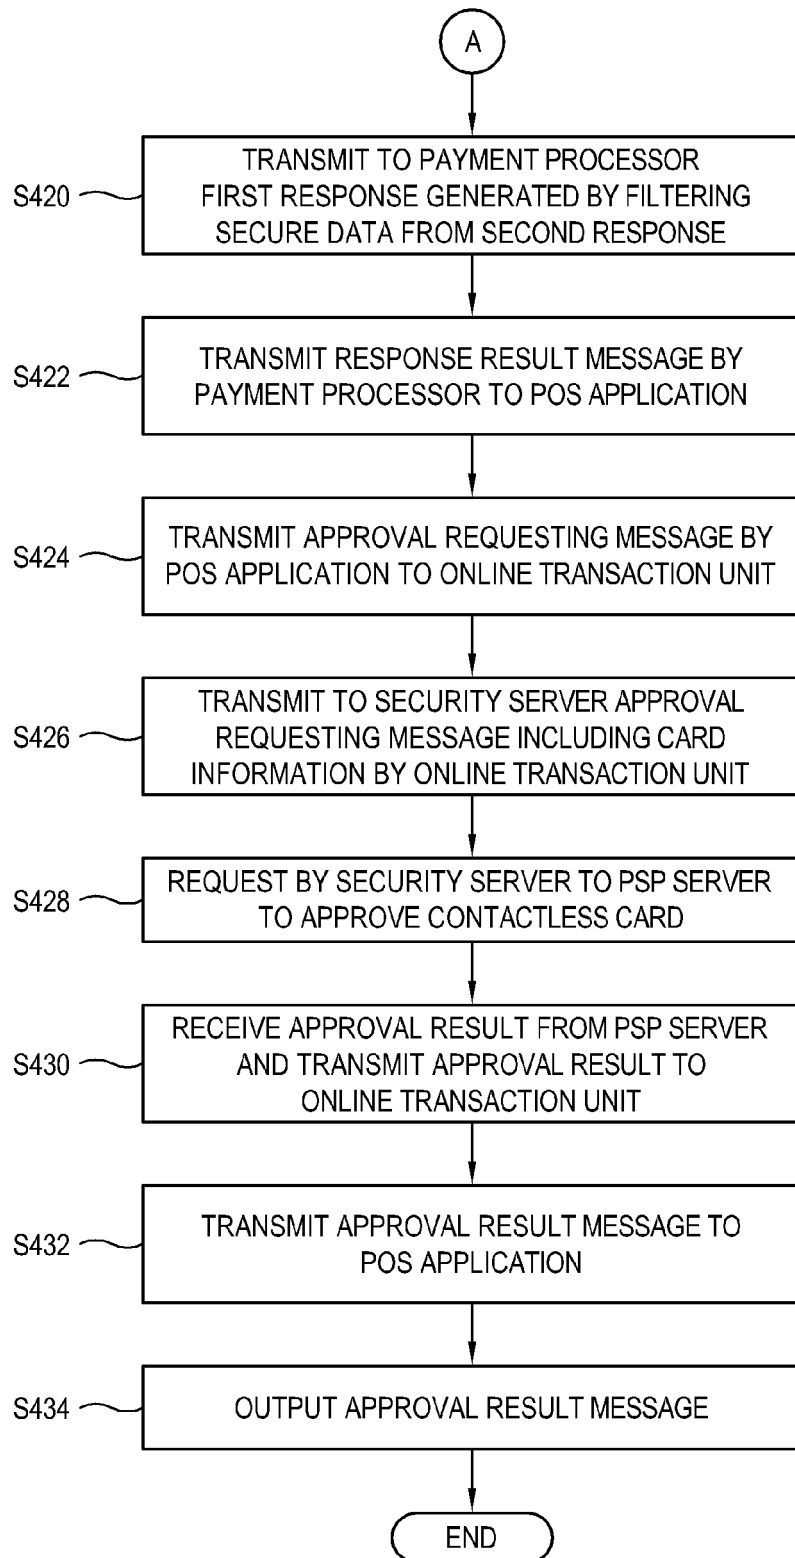 A
S420
TRANSMIT TO PAYMENT PROCESSOR
FIRST RESPONSE GENERATED BY FILTERING
SECURE DATA FROM SECOND RESPONSE
S422
TRANSMIT RESPONSE RESULT MESSAGE BY
PAYMENT PROCESSOR TO POS APPLICATION
S424
TRANSMIT APPROVAL REQUESTING MESSAGE BY
POS APPLICATION TO ONLINE TRANSACTION UNIT
S426
TRANSMIT TO SECURITY SERVER APPROVAL
REQUESTING MESSAGE INCLUDING CARD
INFORMATION BY ONLINE TRANSACTION UNIT
S428
REQUEST BY SECURITY SERVER TO PSP SERVER
TO APPROVE CONTACTLESS CARD
S430
RECEIVE APPROVAL RESULT FROM PSP SERVER
AND TRANSMIT APPROVAL RESULT TO
ONLINE TRANSACTION UNIT
S432
TRANSMIT APPROVAL RESULT MESSAGE TO
POS APPLICATION
S434
OUTPUT APPROVAL RESULT MESSAGE
END